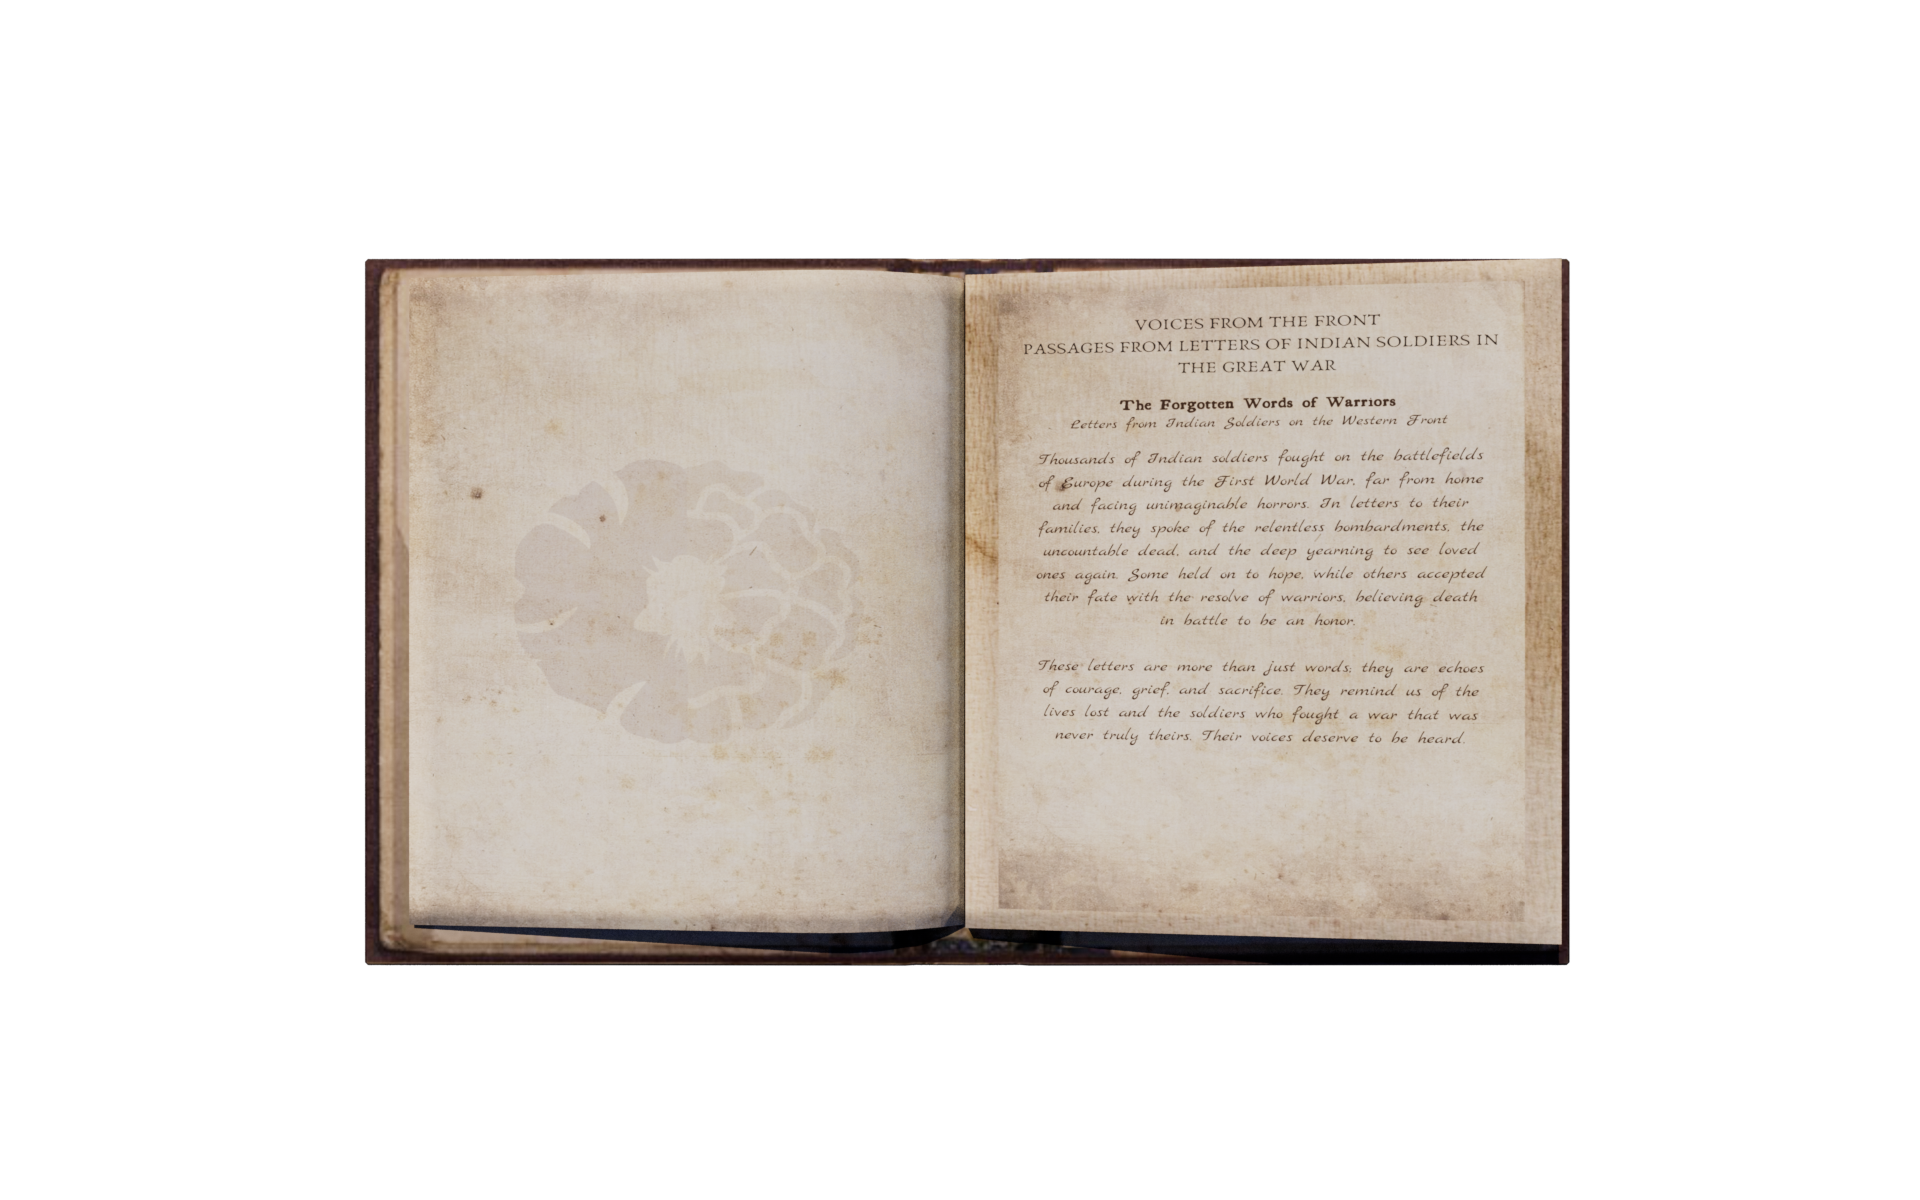 VOICES FROM THE FRONT
PASSAGES FROM LETTERS OF INDIAN SOLDIERS IN
THE GREAT WAR
The Forgotten Words of Warriors
Letters from Indian Soldiers on the Western Front
Thousands of Indian soldiers fought on the battlefields
of Europe during the First World War, far from home
and facing unimaginable horrors. In letters to their
families, they spoke of the relentless bombardments, the
uncountable dead, and the deep yearning to see loved
ones again. Some held on to hope, while others accepted
their fate with the resolve of warriors, believing death
in battle to be an honor.
These letters are more than just words; they are echoes
of courage, grief, and sacrifice. They remind us of the
lives lost and the soldiers who fought a war that was
never truly theirs. Their voices deserve to be heard.